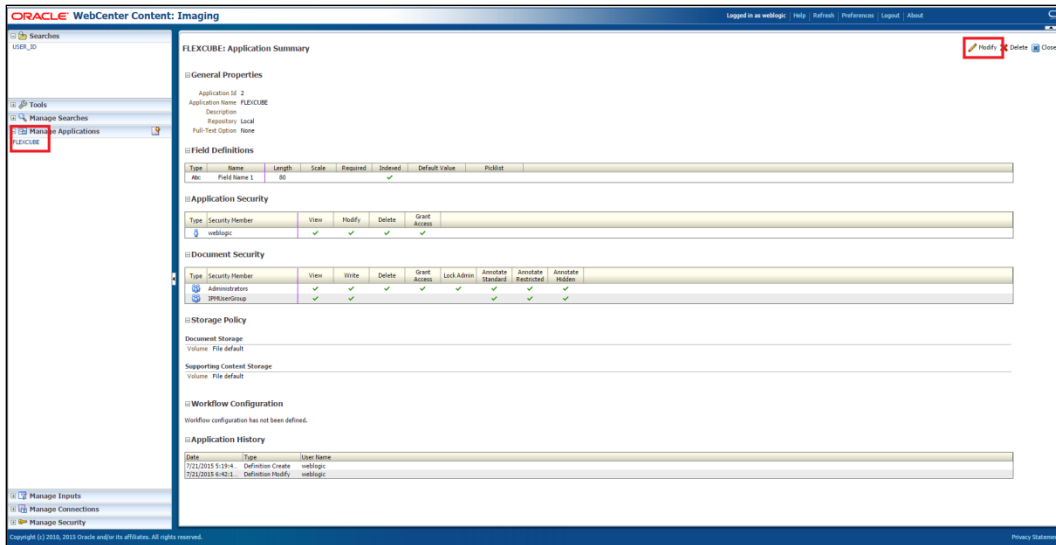 ORACLE WebCenter Content: Imaging
Logged in as weblogic Help Refresh Preferences Logout About
Searches
USER_ID
Tools
Manage Searches
Manage Applications
FLEXCUBE
Manage Inputs
Manage Connections
Manage Security
FLEXCUBE: Application Summary
Modify Delete Close
General Properties
Application Id 2
Application Name FLEXCUBE
Description
Repository Local
Full-Text Option None
Field Definitions
Type Name Length Scale Required Indexed Default Value Picklist
Abc Field Name 1 80
Application Security
Type Security Member View Modify Delete Grant Access
weblogic
Document Security
Type Security Member View Write Delete Grant Access Lock Admin Annotate Standard Annotate Restricted Annotate Hidden
Administrators
IPMUserGroup
Storage Policy
Document Storage
Volume File default
Supporting Content Storage
Volume File default
Workflow Configuration
Workflow configuration has not been defined.
Application History
Date Type User Name
7/21/2015 5:19:4... Definition Create weblogic
7/21/2015 6:42:1... Definition Modify weblogic
Copyright (c) 2010, 2015 Oracle and/or its affiliates. All rights reserved.
Privacy Statement